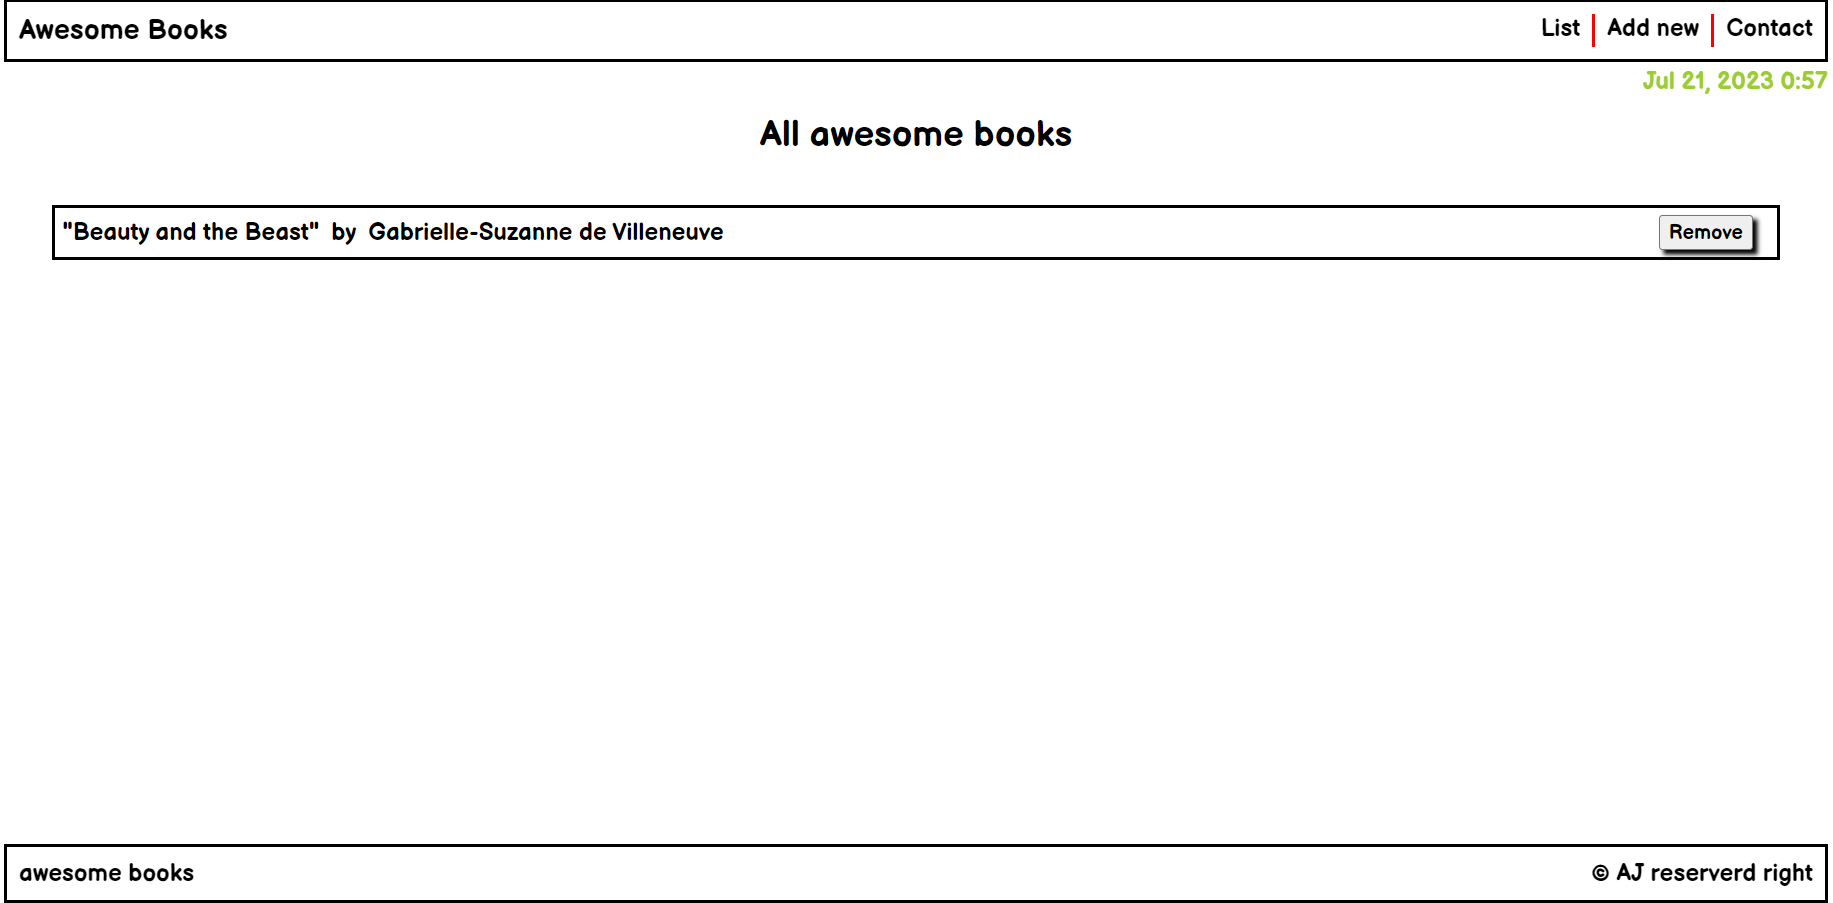 Awesome Books
List Add new Contact
Jul 21, 2023 0:57
All awesome books
"Beauty and the Beast" by Gabrielle-Suzanne de Villeneuve Remove
awesome books
© AJ reserverd right